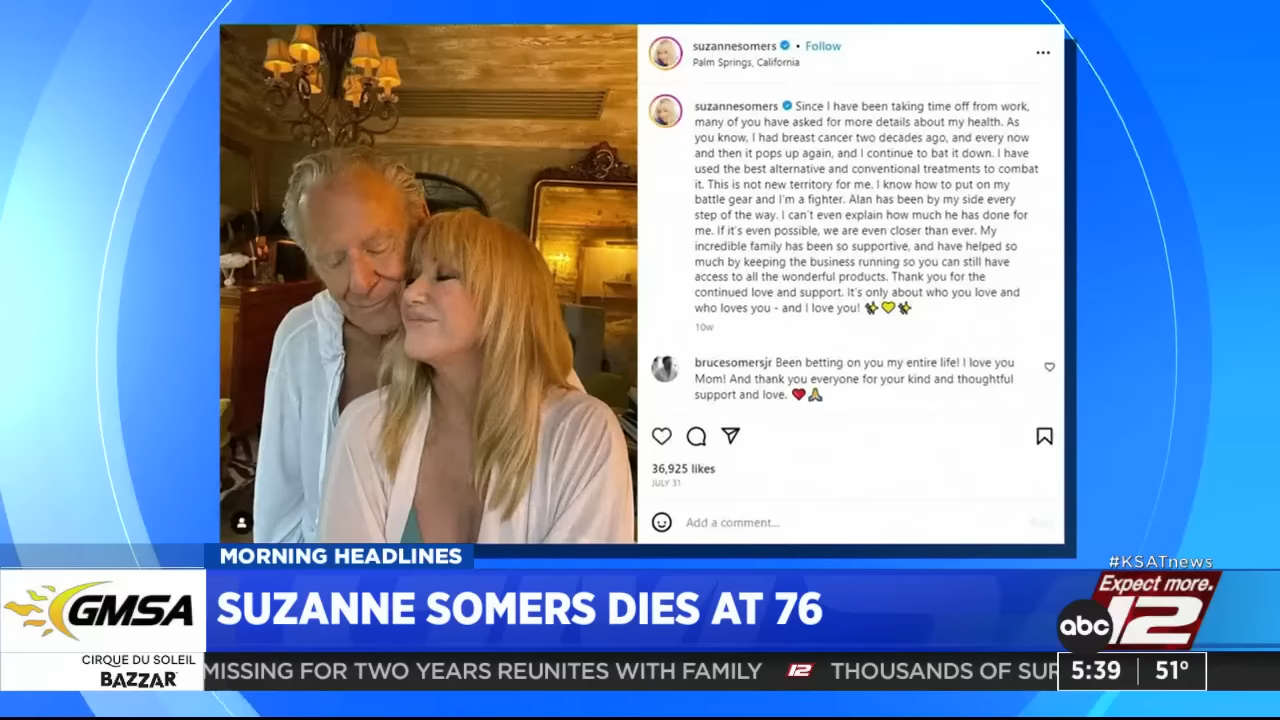 suzannesomers • Follow
Palm Springs, California
suzannesomers Since I have been taking time off from work,
many of you have asked for more details about my health. As
you know, I had breast cancer two decades ago, and every now
and then it pops up again, and I continue to bat it down. I have
used the best alternative and conventional treatments to combat
it. This is not new territory for me. I know how to put on my
battle gear and I'm a fighter. Alan has been by my side every
step of the way. I can't even explain how much he has done for
me. If it's even possible, we are even closer than ever. My
incredible family has been so supportive, and have helped so
much by keeping the business running so you can still have
access to all the wonderful products. Thank you for the
continued love and support. It's only about who you love and
who loves you - and I love you! ✨💛✨
10w
brucesomersjr Been betting on you my entire life! I love you
Mom! And thank you everyone for your kind and thoughtful
support and love. ❤️🙏
36,925 likes
JULY 31
Add a comment...
MORNING HEADLINES
#KSATnews
GMSA
SUZANNE SOMERS DIES AT 76
Expect more.
abc 12
CIRQUE DU SOLEIL
BAZZAR
MISSING FOR TWO YEARS REUNITES WITH FAMILY 12 THOUSANDS OF SUP
5:39 51°